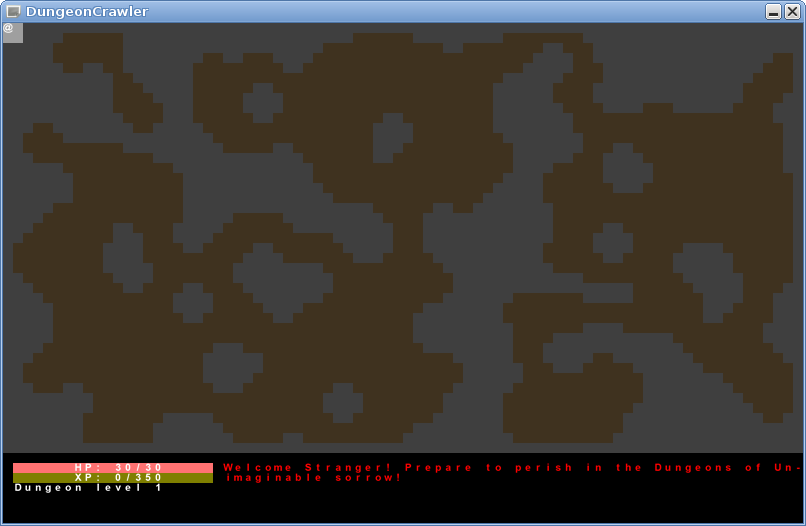 DungeonCrawler
@
HP: 30/30
Welcome Stranger! Prepare to perish in the Dungeons of Un-
XP: 0/350
imaginable sorrow!
Dungeon level 1